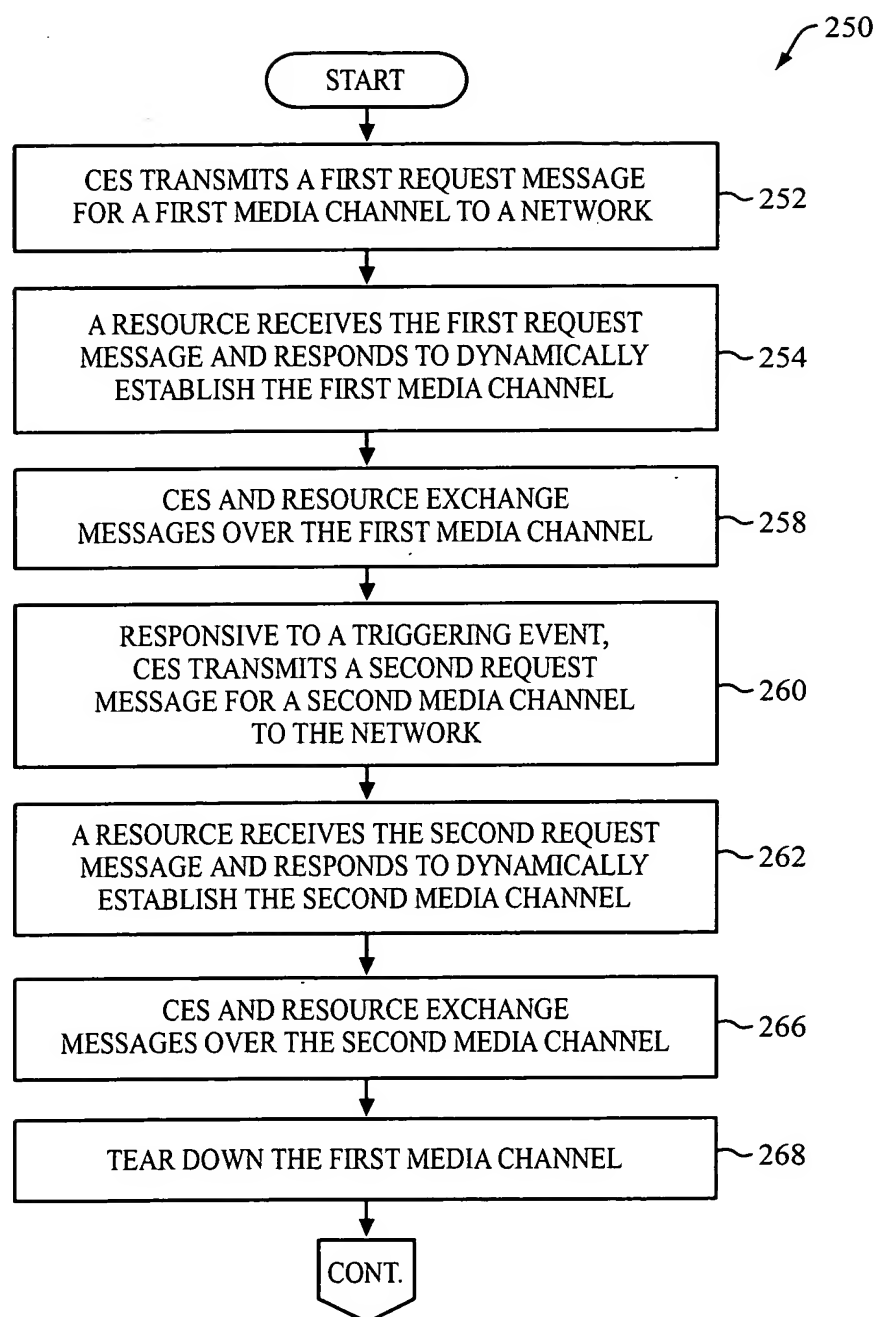 250
START
CES TRANSMITS A FIRST REQUEST MESSAGE
FOR A FIRST MEDIA CHANNEL TO A NETWORK
252
A RESOURCE RECEIVES THE FIRST REQUEST
MESSAGE AND RESPONDS TO DYNAMICALLY
ESTABLISH THE FIRST MEDIA CHANNEL
254
CES AND RESOURCE EXCHANGE
MESSAGES OVER THE FIRST MEDIA CHANNEL
258
RESPONSIVE TO A TRIGGERING EVENT,
CES TRANSMITS A SECOND REQUEST
MESSAGE FOR A SECOND MEDIA CHANNEL
TO THE NETWORK
260
A RESOURCE RECEIVES THE SECOND REQUEST
MESSAGE AND RESPONDS TO DYNAMICALLY
ESTABLISH THE SECOND MEDIA CHANNEL
262
CES AND RESOURCE EXCHANGE
MESSAGES OVER THE SECOND MEDIA CHANNEL
266
TEAR DOWN THE FIRST MEDIA CHANNEL
268
CONT.